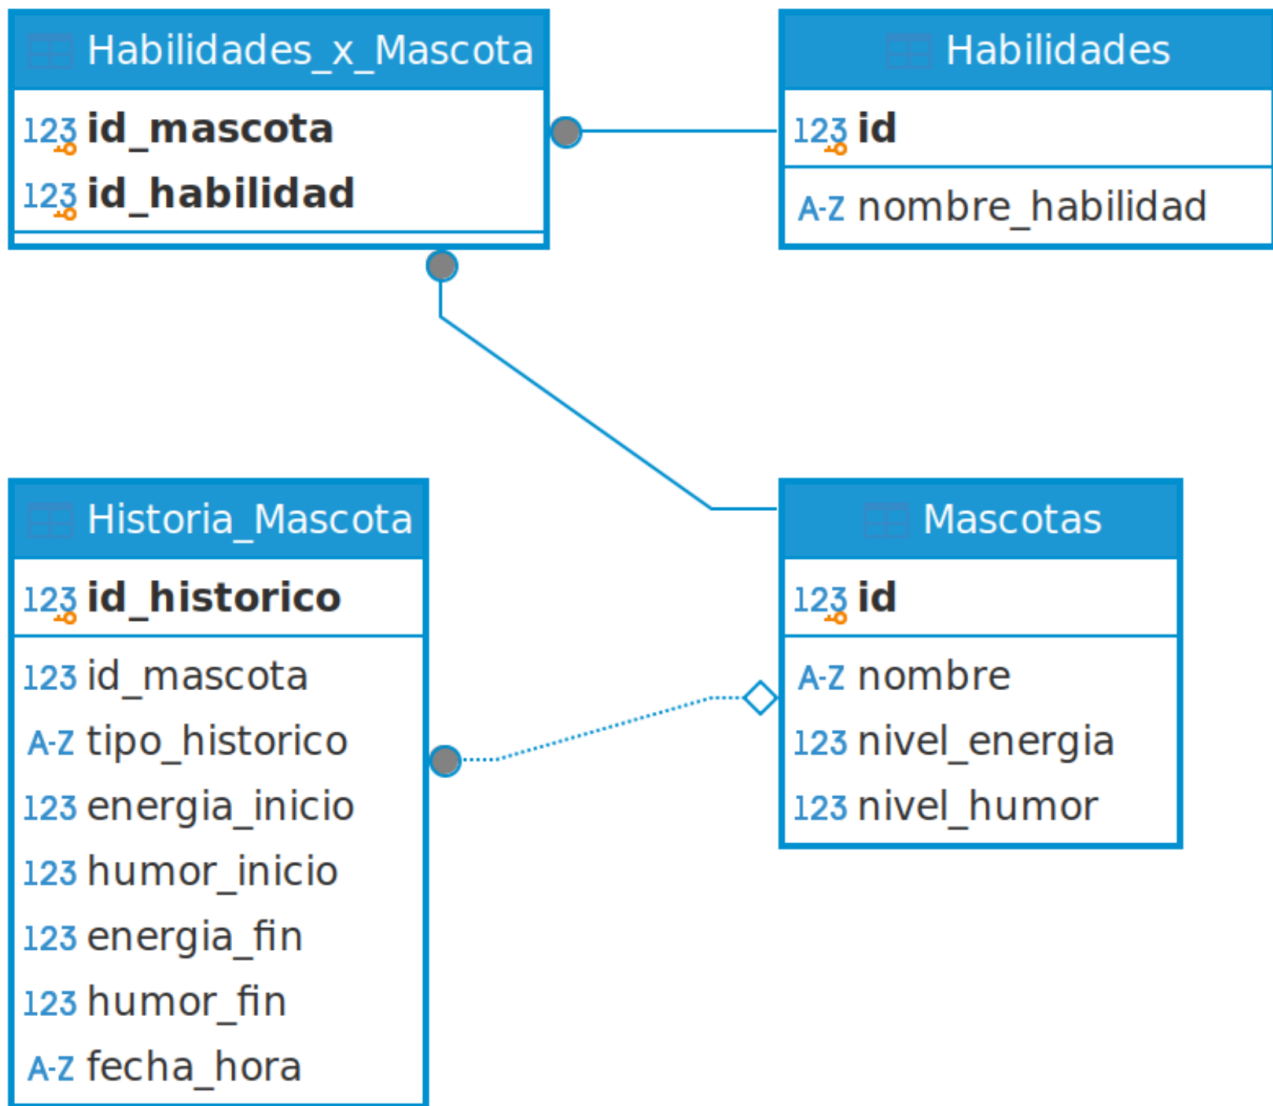 Habilidades_x_Mascota
123 id_mascota
123 id_habilidad
Habilidades
123 id
A-Z nombre_habilidad
Historia_Mascota
123 id_historico
123 id_mascota
A-Z tipo_historico
123 energia_inicio
123 humor_inicio
123 energia_fin
123 humor_fin
A-Z fecha_hora
Mascotas
123 id
A-Z nombre
123 nivel_energia
123 nivel_humor